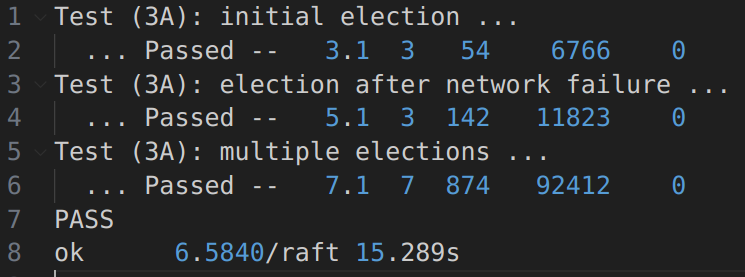 1 Test (3A): initial election ...
2   ... Passed --   3.1  3   54    6766    0
3 Test (3A): election after network failure ...
4   ... Passed --   5.1  3  142   11823    0
5 Test (3A): multiple elections ...
6   ... Passed --   7.1  7  874   92412    0
7 PASS
8 ok      6.5840/raft 15.289s